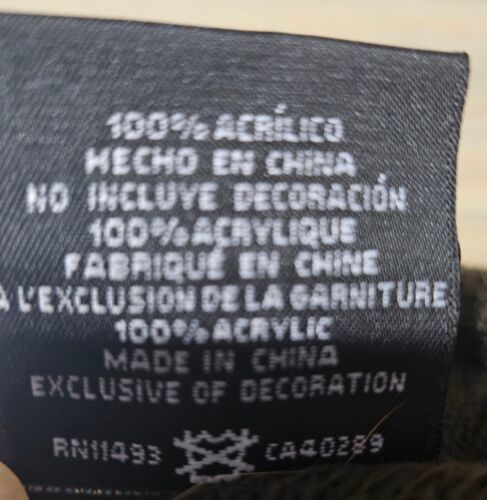 100% ACRÍLICO
HECHO EN CHINA
NO INCLUYE DECORACIÓN
100% ACRYLIQUE
FABRIQUÉ EN CHINE
À L'EXCLUSION DE LA GARNITURE
100% ACRYLIC
MADE IN CHINA
EXCLUSIVE OF DECORATION
RN11493 CA40289